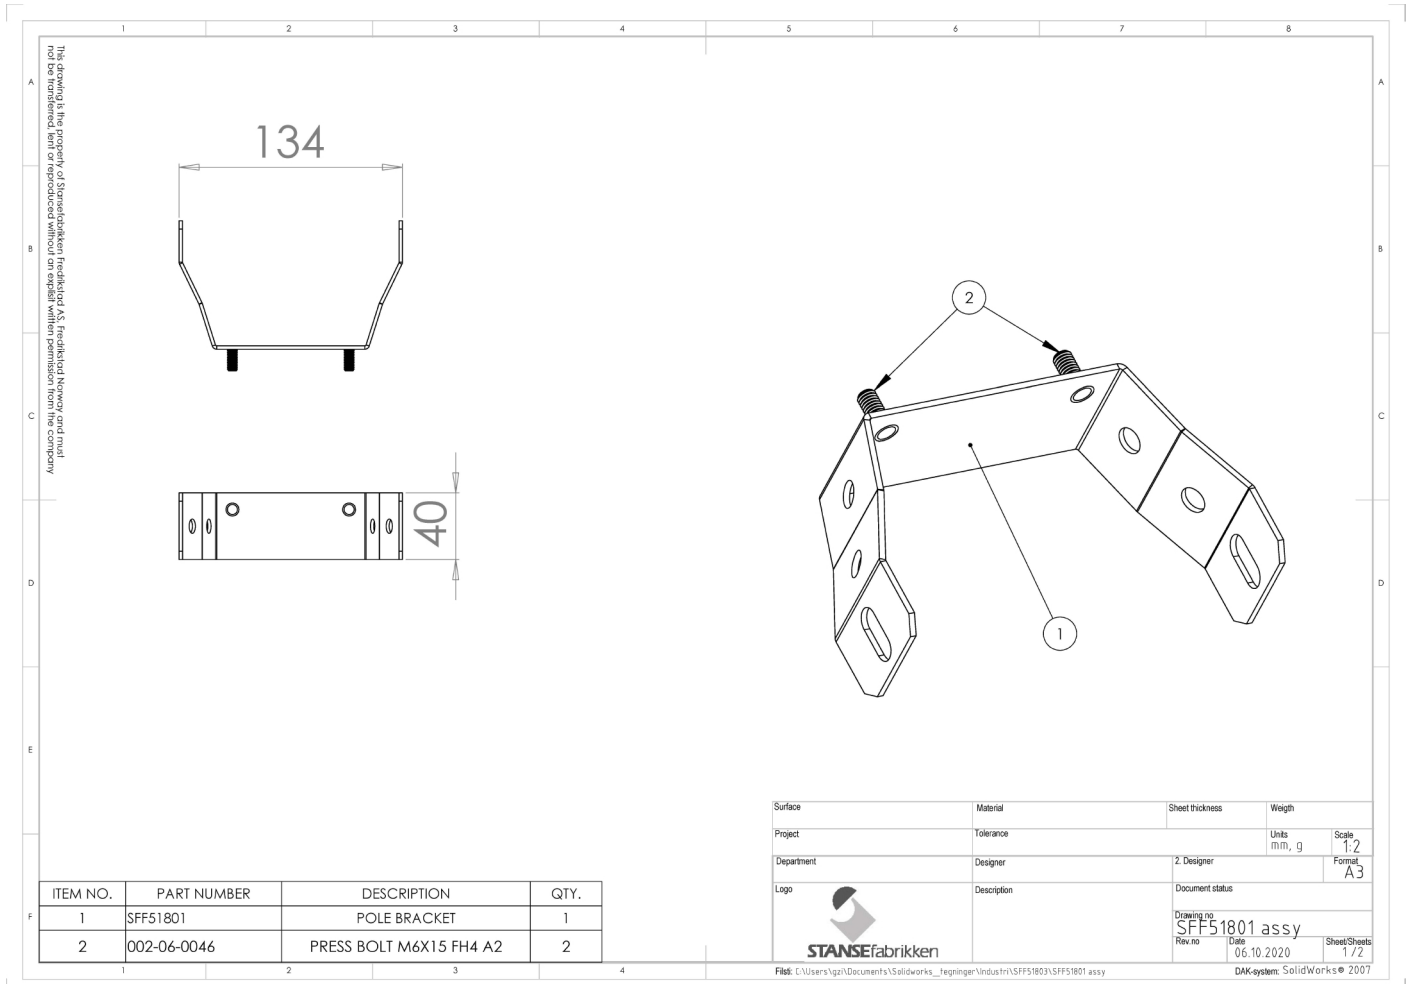 1 2 3 4 5 6 7 8
A
B
C
D
E
F
A
B
C
D
This drawing is the property of Stansefabrikken Fredrikstad AS, Fredrikstad Norway and must
not be transferred, lent or reproduced without an explisit written permission from the company
134
40
2
1
ITEM NO. PART NUMBER DESCRIPTION QTY.
1 SFF51801 POLE BRACKET 1
2 002-06-0046 PRESS BOLT M6X15 FH4 A2 2
1 2 3 4
Surface Material Sheet thickness Weigth
Project Tolerance Units Scale
mm, g 1:2
Department Designer 2. Designer Format
A3
Logo Description Document status
Drawing no
SFF51801 assy
Rev.no Date Sheet/Sheets
06.10.2020 1 / 2
STANSEfabrikken
Filsti: C:\Users\gzi\Documents\Solidworks_tegninger\Industri\SFF51803\SFF51801 assy
DAK-system: SolidWorks® 2007